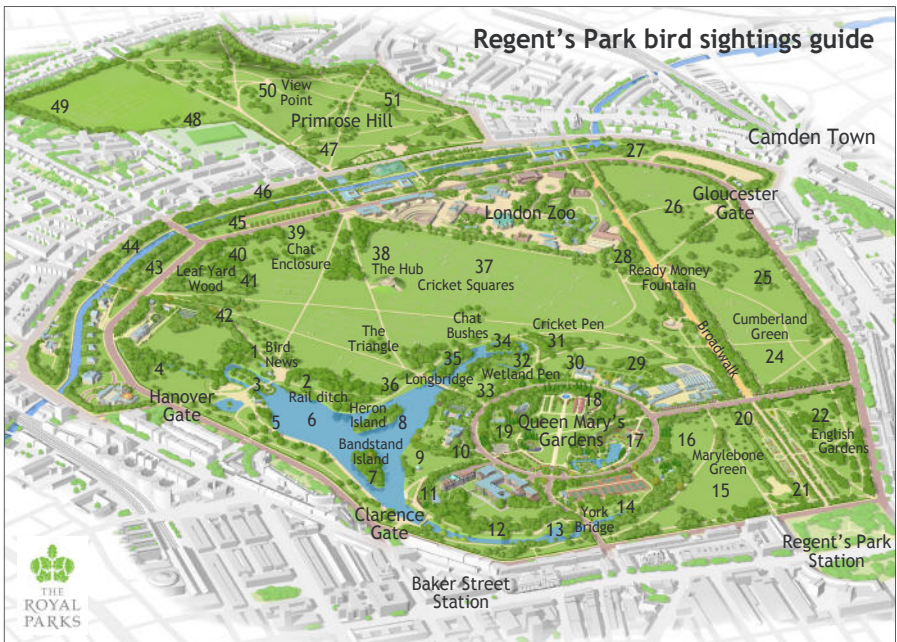 Regent's Park bird sightings guide
50 View
Point
51
49
Primrose Hill
48
47
27
Camden Town
46
London Zoo
Gloucester
Gate
26
45
39
44
40
Chat
Enclosure
38
37
28
43
Leaf Yard
Wood
41
The Hub
Cricket Squares
Ready Money
Fountain
25
42
Chat
Bushes
Cricket Pen
Cumberland
Green
The
Triangle
34
31
Broadwalk
24
1
Bird
News
35
32
30
29
4
3
2
36
Longbridge
Wetland Pen
33
Rail ditch
Hanover
Gate
18
5
6
Heron
Island
8
19
Queen Mary's
Gardens
17
20
22
English
Gardens
Bandstand
Island
9
10
16
Marylebone
Green
7
11
15
21
Clarence
Gate
12
13
York
Bridge
14
Regent's Park
Station
Baker Street
Station
THE
ROYAL
PARKS